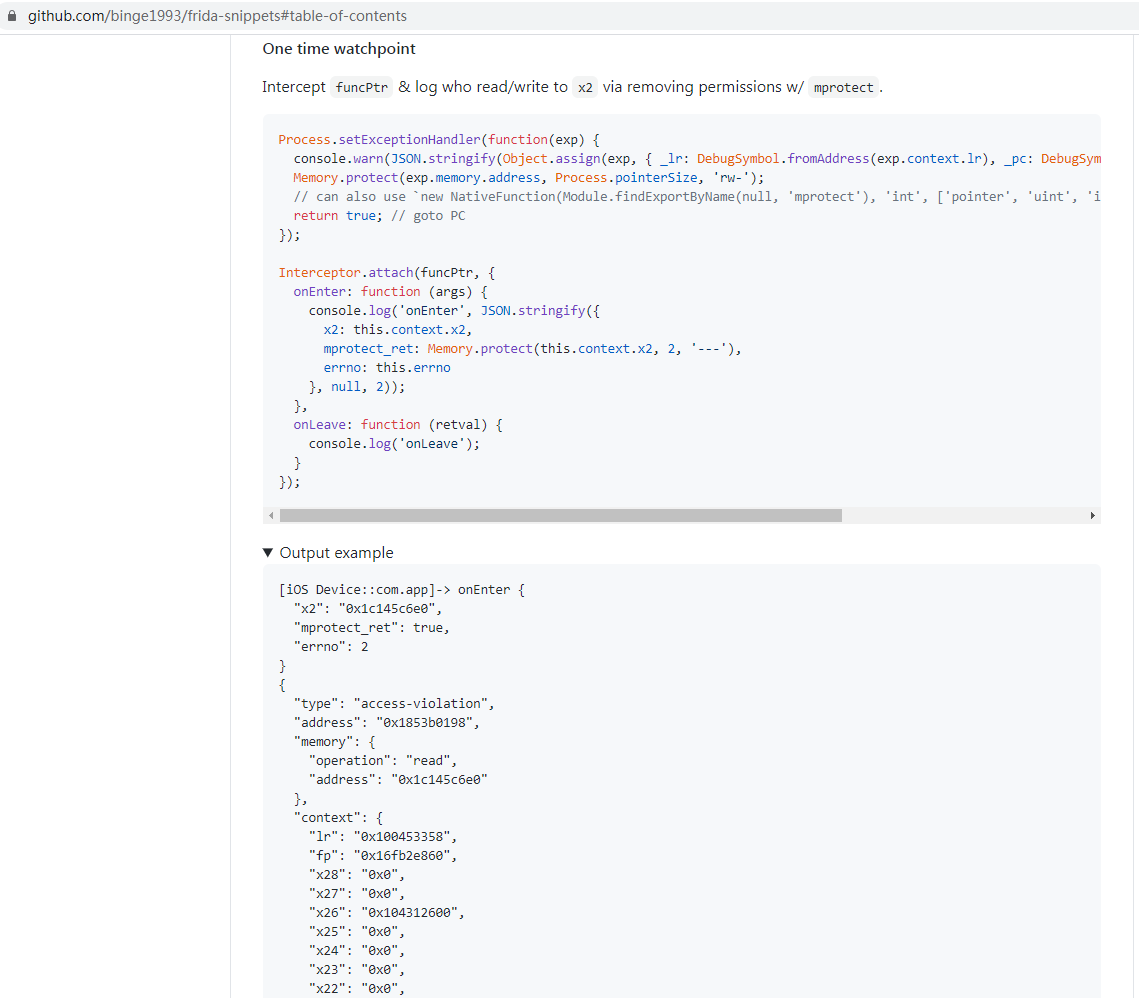 github.com/binge1993/frida-snippets#table-of-contents
One time watchpoint
Intercept funcPtr & log who read/write to x2 via removing permissions w/ mprotect .
Process.setExceptionHandler(function(exp) {
  console.warn(JSON.stringify(Object.assign(exp, { _lr: DebugSymbol.fromAddress(exp.context.lr), _pc: DebugSym
  Memory.protect(exp.memory.address, Process.pointerSize, 'rw-');
  // can also use `new NativeFunction(Module.findExportByName(null, 'mprotect'), 'int', ['pointer', 'uint', 'i
  return true; // goto PC
});
Interceptor.attach(funcPtr, {
  onEnter: function (args) {
    console.log('onEnter', JSON.stringify({
      x2: this.context.x2,
      mprotect_ret: Memory.protect(this.context.x2, 2, '---'),
      errno: this.errno
    }, null, 2));
  },
  onLeave: function (retval) {
    console.log('onLeave');
  }
});
▼ Output example
[iOS Device::com.app]-> onEnter {
  "x2": "0x1c145c6e0",
  "mprotect_ret": true,
  "errno": 2
}
{
  "type": "access-violation",
  "address": "0x1853b0198",
  "memory": {
    "operation": "read",
    "address": "0x1c145c6e0"
  },
  "context": {
    "lr": "0x100453358",
    "fp": "0x16fb2e860",
    "x28": "0x0",
    "x27": "0x0",
    "x26": "0x104312600",
    "x25": "0x0",
    "x24": "0x0",
    "x23": "0x0",
    "x22": "0x0",